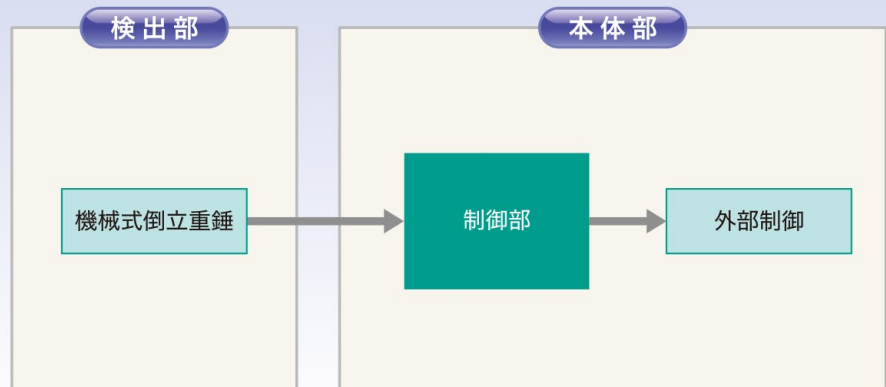 検出部
本体部
機械式倒立重錘
制御部
外部制御